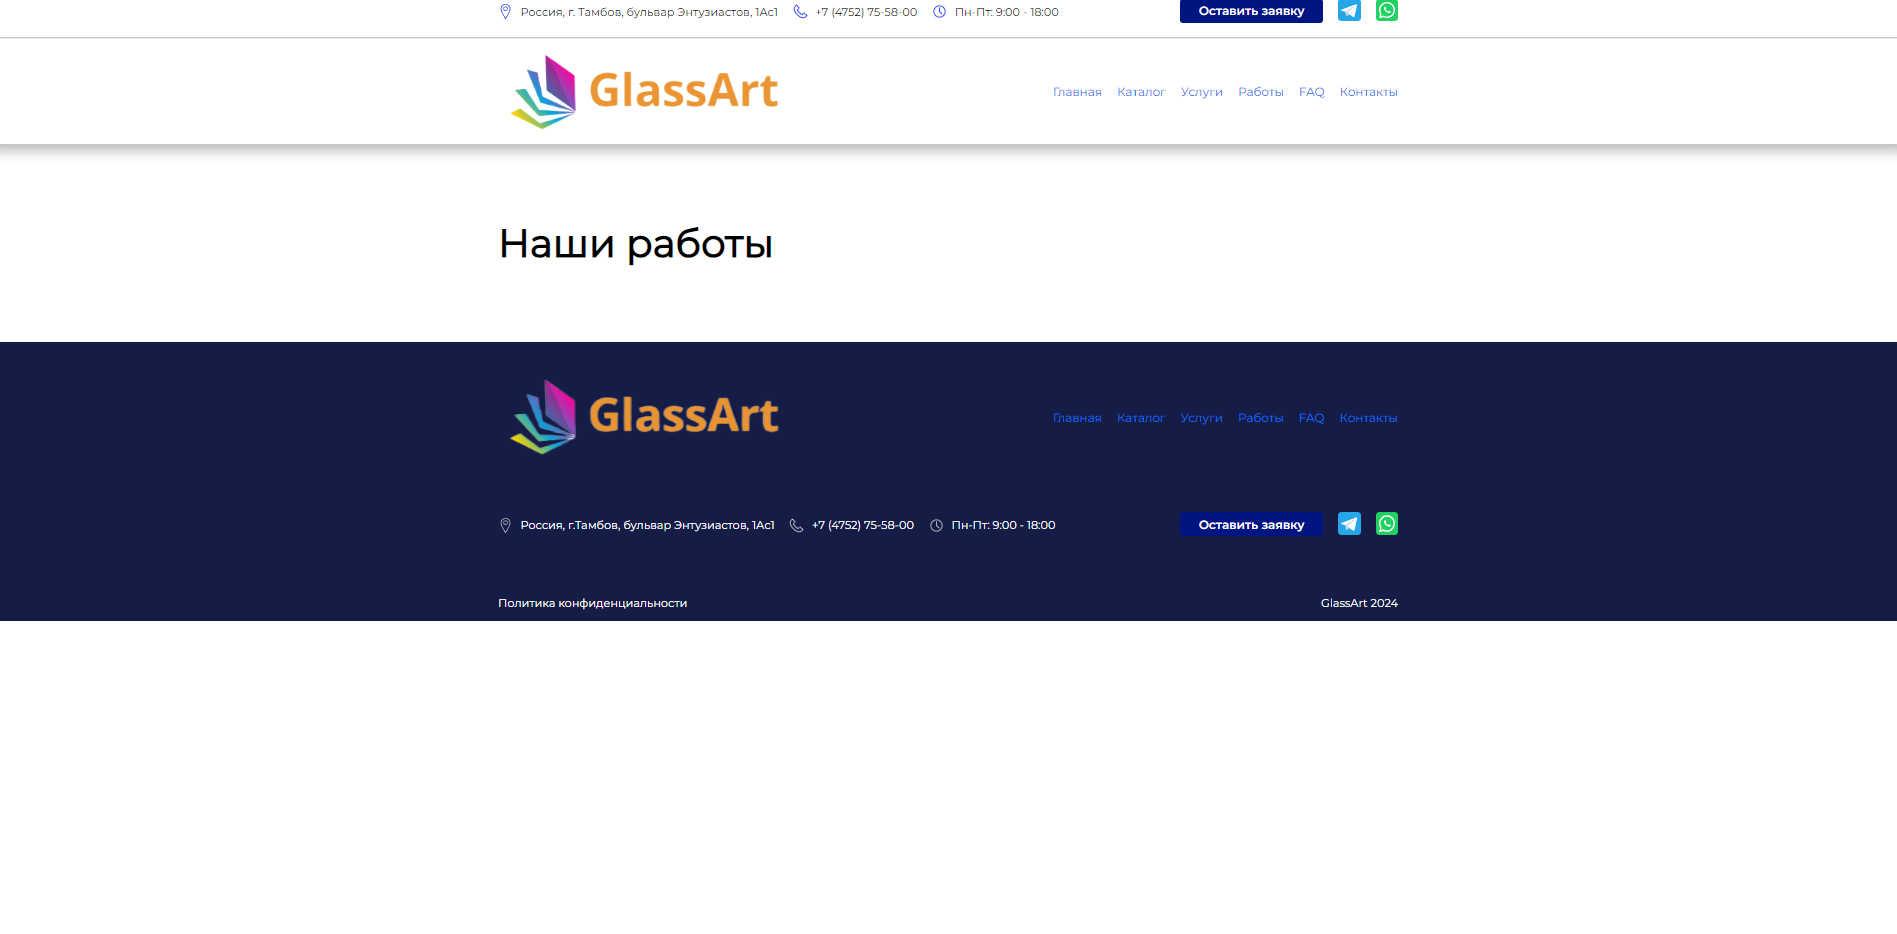 Россия, г. Тамбов, бульвар Энтузиастов, 1Ас1 +7 (4752) 75-58-00 Пн-Пт: 9:00 - 18:00 Оставить заявку
GlassArt Главная Каталог Услуги Работы FAQ Контакты
Наши работы
GlassArt Главная Каталог Услуги Работы FAQ Контакты
Россия, г.Тамбов, бульвар Энтузиастов, 1Ас1 +7 (4752) 75-58-00 Пн-Пт: 9:00 - 18:00 Оставить заявку
Политика конфиденциальности GlassArt 2024